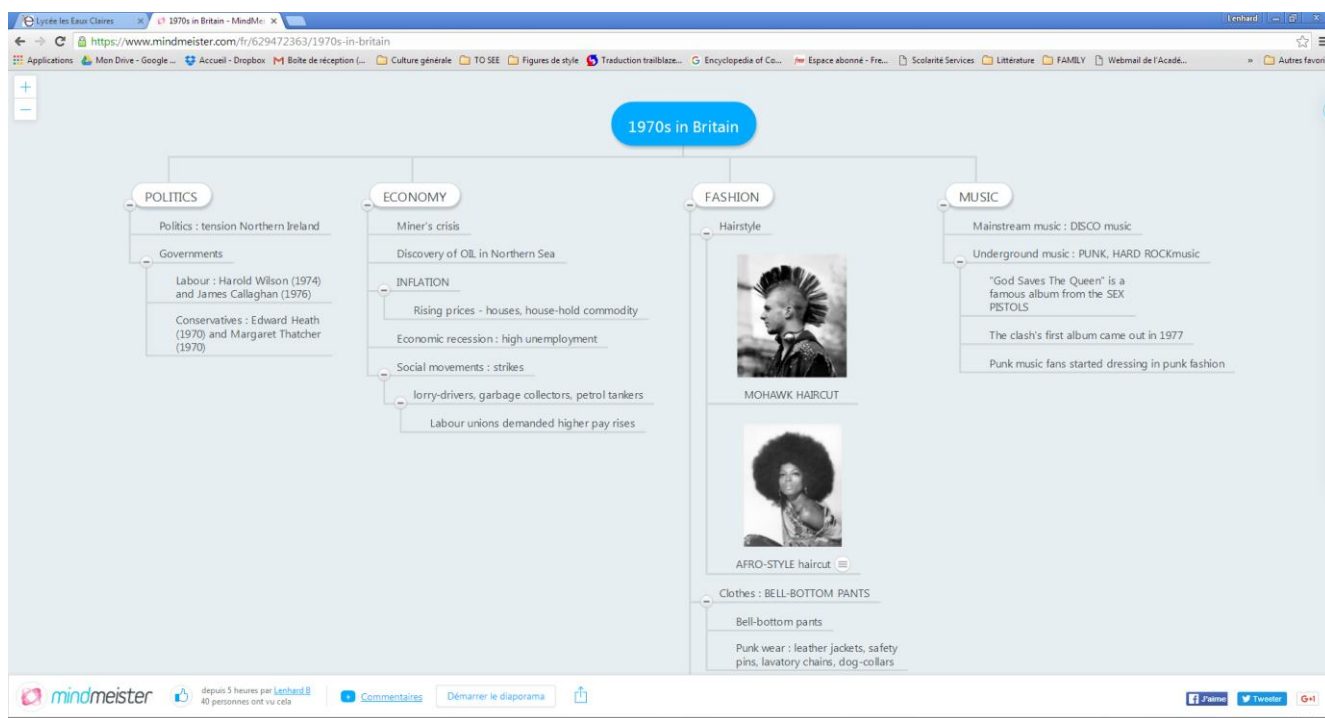 Lycée les Eaux Claires
1970s in Britain - MindMei
Lenhard
https://www.mindmeister.com/fr/629472363/1970s-in-britain
Applications
Mon Drive - Google ...
Accueil - Dropbox
Boîte de réception (...
Culture générale
TO SEE
Figures de style
Traduction trailblaze...
Encyclopedia of Co...
Espace abonné - Fre...
Scolarité Services
Littérature
FAMILY
Webmail de l'Acadé...
»
Autres favori
1970s in Britain
POLITICS
Politics : tension Northern Ireland
Governments
Labour : Harold Wilson (1974)
and James Callaghan (1976)
Conservatives : Edward Heath
(1970) and Margaret Thatcher
(1970)
ECONOMY
Miner's crisis
Discovery of OIL in Northern Sea
INFLATION
Rising prices - houses, house-hold commodity
Economic recession : high unemployment
Social movements : strikes
lorry-drivers, garbage collectors, petrol tankers
Labour unions demanded higher pay rises
FASHION
Hairstyle
MOHAWK HAIRCUT
AFRO-STYLE haircut
Clothes : BELL-BOTTOM PANTS
Bell-bottom pants
Punk wear : leather jackets, safety
pins, lavatory chains, dog-collars
MUSIC
Mainstream music : DISCO music
Underground music : PUNK, HARD ROCKmusic
"God Saves The Queen" is a
famous album from the SEX
PISTOLS
The clash's first album came out in 1977
Punk music fans started dressing in punk fashion
mindmeister
depuis 5 heures par Lenhard B
40 personnes ont vu cela
Commentaires
Démarrer le diaporama
J'aime
Tweeter
G+1